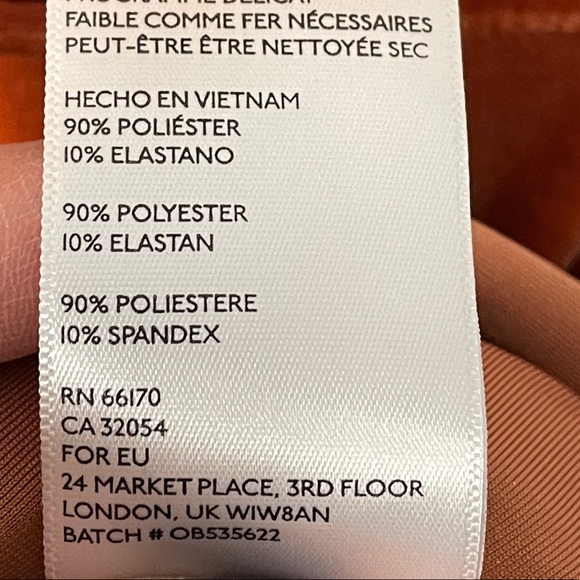 PROGRAMME DÉLICAT
FAIBLE COMME FER NÉCESSAIRES
PEUT-ÊTRE ÊTRE NETTOYÉE SEC
HECHO EN VIETNAM
90% POLIÉSTER
10% ELASTANO
90% POLYESTER
10% ELASTAN
90% POLIESTERE
10% SPANDEX
RN 66170
CA 32054
FOR EU
24 MARKET PLACE, 3RD FLOOR
LONDON, UK WIW8AN
BATCH # OB535622